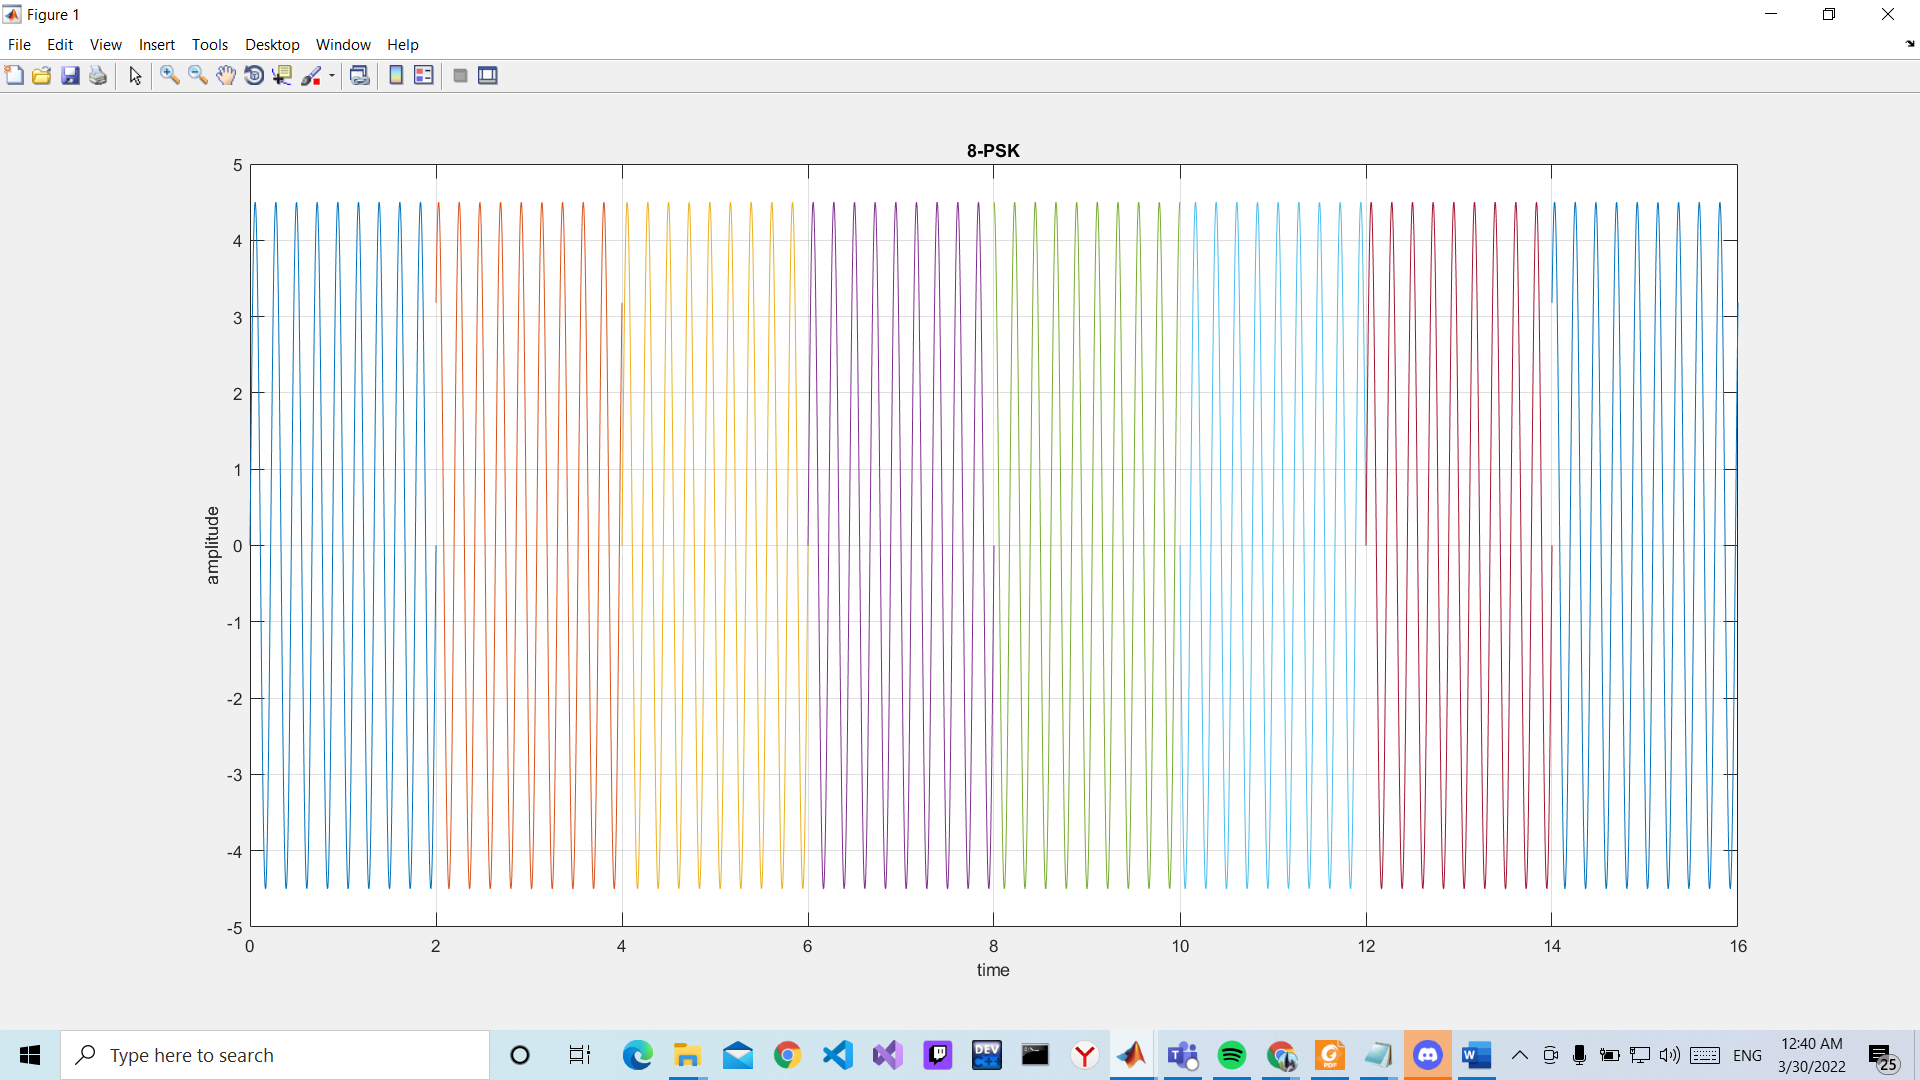 Figure 1
File Edit View Insert Tools Desktop Window Help
8-PSK
5
4
3
2
1
0
-1
-2
-3
-4
-5
amplitude
0 2 4 6 8 10 12 14 16
time
Type here to search
DEV C++
PDF
W
ENG
12:40 AM
3/30/2022
25